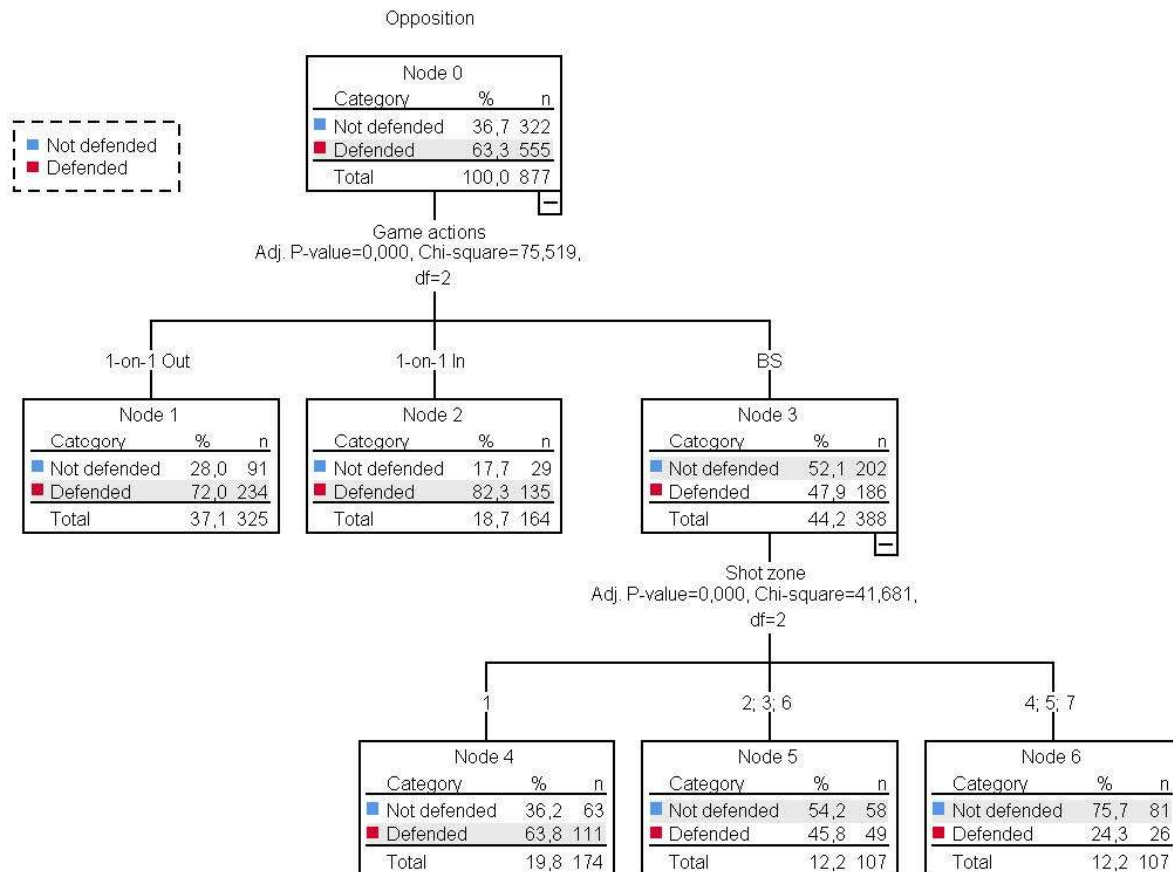 Opposition
Not defended
Defended
Node 0
Category % n
Not defended 36,7 322
Defended 63,3 555
Total 100,0 877
Game actions
Adj. P-value=0,000, Chi-square=75,519,
df=2
1-on-1 Out
1-on-1 In
BS
Node 1
Category % n
Not defended 28,0 91
Defended 72,0 234
Total 37,1 325
Node 2
Category % n
Not defended 17,7 29
Defended 82,3 135
Total 18,7 164
Node 3
Category % n
Not defended 52,1 202
Defended 47,9 186
Total 44,2 388
Shot zone
Adj. P-value=0,000, Chi-square=41,681,
df=2
1
2; 3; 6
4; 5; 7
Node 4
Category % n
Not defended 36,2 63
Defended 63,8 111
Total 19,8 174
Node 5
Category % n
Not defended 54,2 58
Defended 45,8 49
Total 12,2 107
Node 6
Category % n
Not defended 75,7 81
Defended 24,3 26
Total 12,2 107